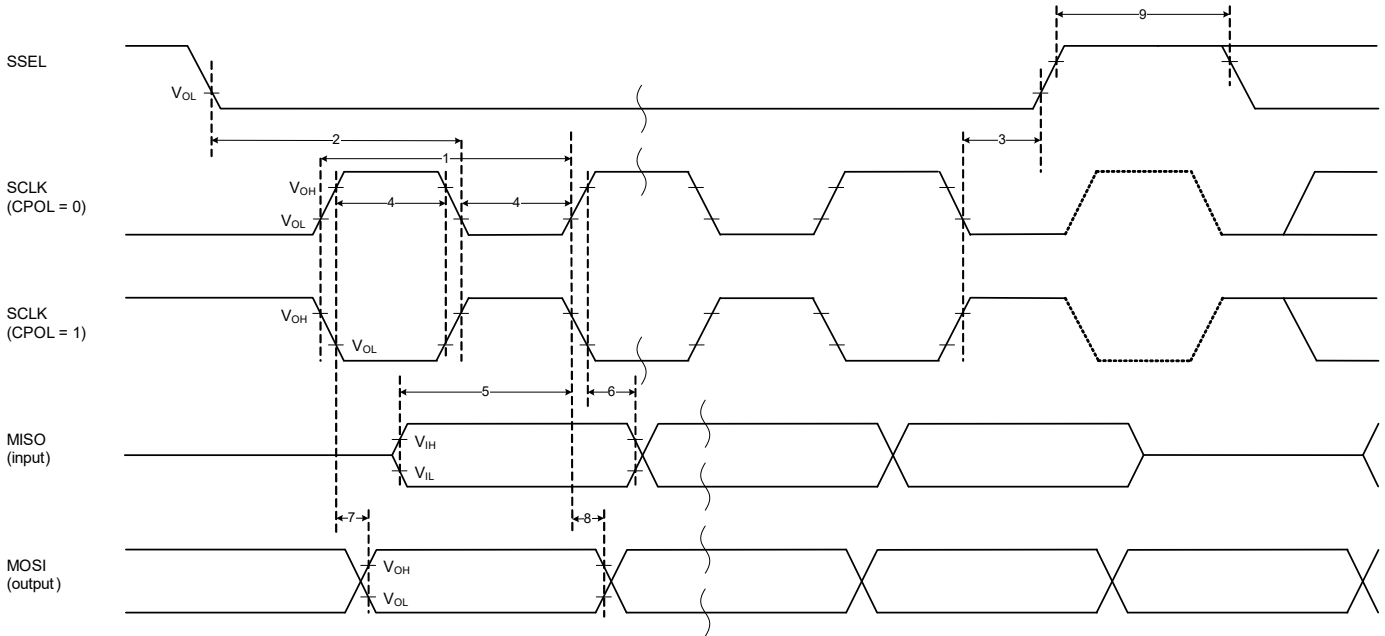 9
SSEL
VOL
2
1
3
SCLK
(CPOL = 0)
VOH
4
4
VOL
SCLK
(CPOL = 1)
VOH
VOL
5
6
MISO
(input)
VIH
VIL
7
8
MOSI
(output)
VOH
VOL